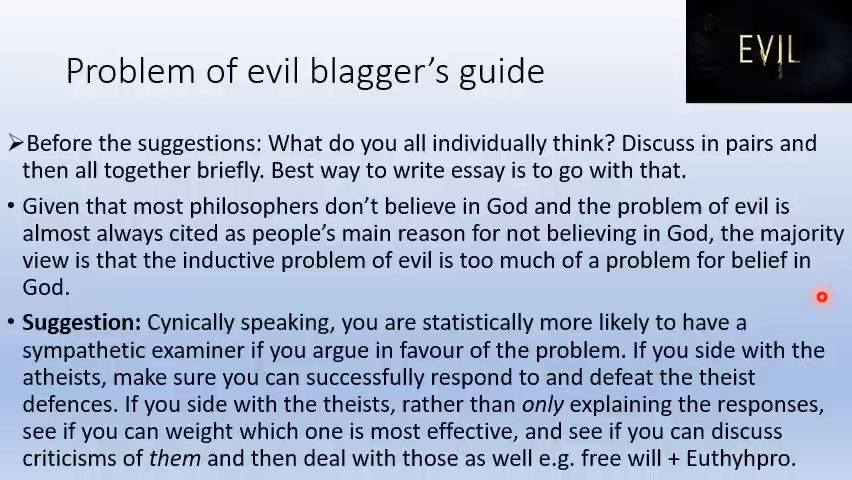 EVIL
Problem of evil blagger’s guide
➢Before the suggestions: What do you all individually think? Discuss in pairs and
then all together briefly. Best way to write essay is to go with that.
• Given that most philosophers don’t believe in God and the problem of evil is
almost always cited as people’s main reason for not believing in God, the majority
view is that the inductive problem of evil is too much of a problem for belief in
God.
• Suggestion: Cynically speaking, you are statistically more likely to have a
sympathetic examiner if you argue in favour of the problem. If you side with the
atheists, make sure you can successfully respond to and defeat the theist
defences. If you side with the theists, rather than only explaining the responses,
see if you can weight which one is most effective, and see if you can discuss
criticisms of them and then deal with those as well e.g. free will + Euthyhpro.